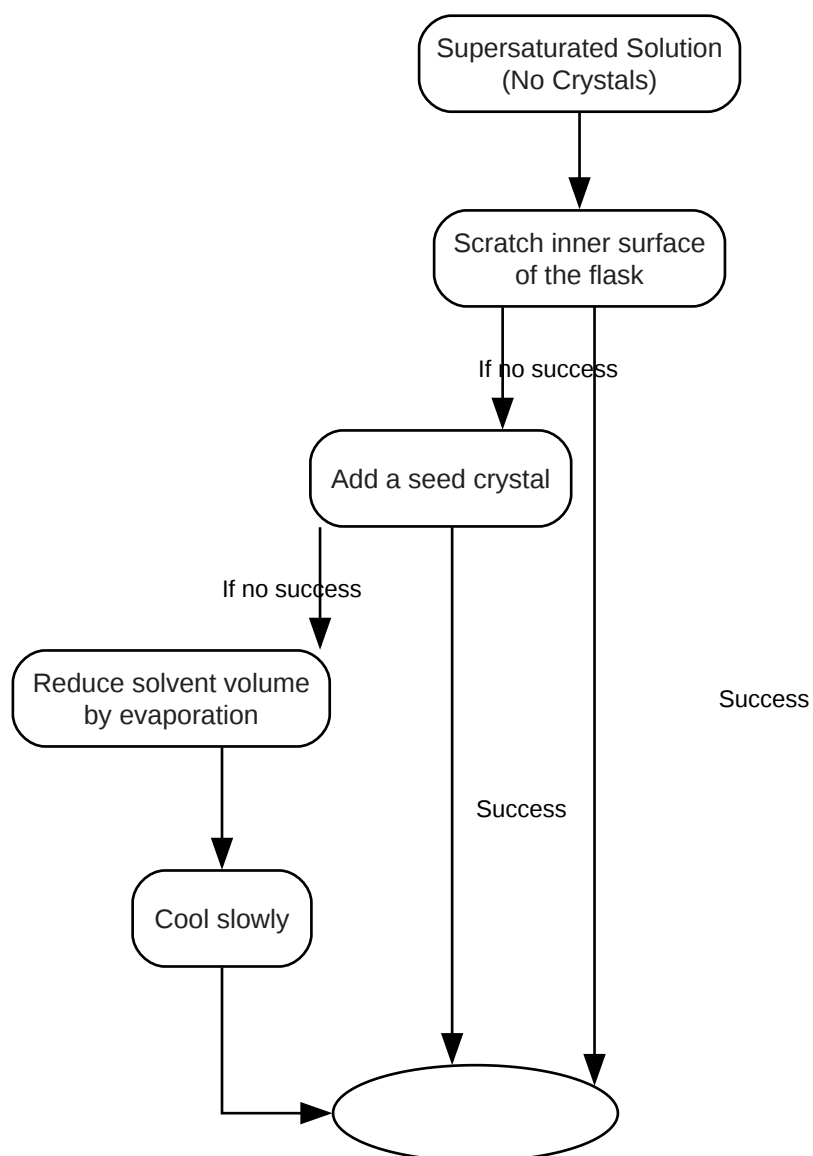 Supersaturated Solution
(No Crystals)
Scratch inner surface
of the flask
If no success
Add a seed crystal
If no success
Reduce solvent volume
by evaporation
Success
Success
Cool slowly